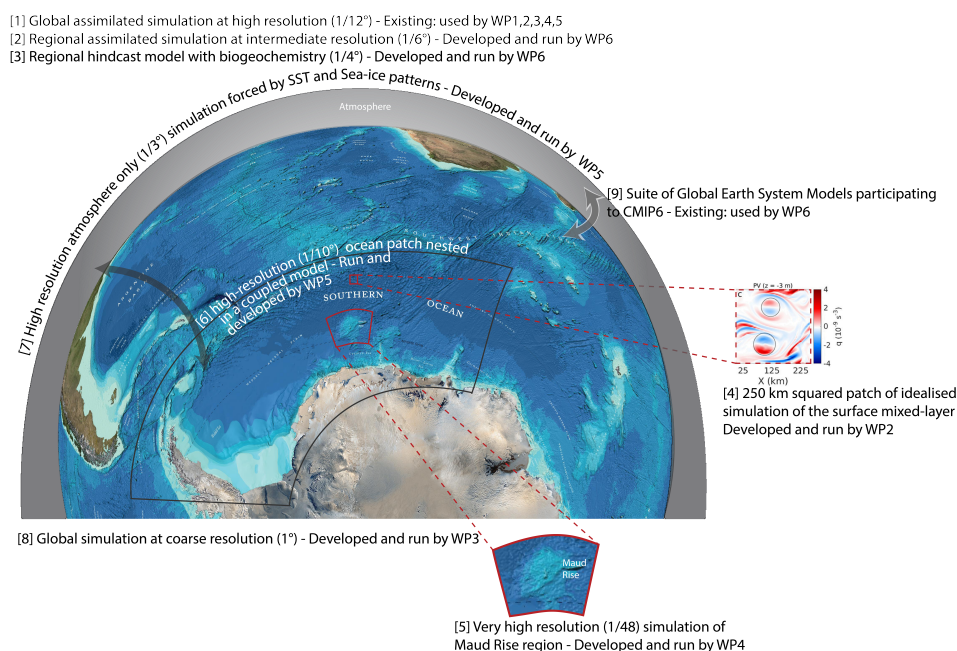 [1] Global assimilated simulation at high resolution (1/12°) - Existing: used by WP1,2,3,4,5
[2] Regional assimilated simulation at intermediate resolution (1/6°) - Developed and run by WP6
[3] Regional hindcast model with biogeochemistry (1/4°) - Developed and run by WP6
[7] High resolution atmosphere only (1/3°) simulation forced by SST and Sea-ice patterns - Developed and run by WP5
Atmosphere
[9] Suite of Global Earth System Models participating
to CMIP6 - Existing: used by WP6
SOUTHWEST INDIAN
[6] high-resolution (1/10°) ocean patch nested
in a coupled model - Run and
developed by WP5
SOUTHERN
OCEAN
PV (z = -3 m)
IC
4
2
0
-2
-4
q (10⁻⁹ s⁻³)
25 125 225
X (km)
[4] 250 km squared patch of idealised
simulation of the surface mixed-layer
Developed and run by WP2
[8] Global simulation at coarse resolution (1°) - Developed and run by WP3
Maud
Rise
[5] Very high resolution (1/48) simulation of
Maud Rise region - Developed and run by WP4